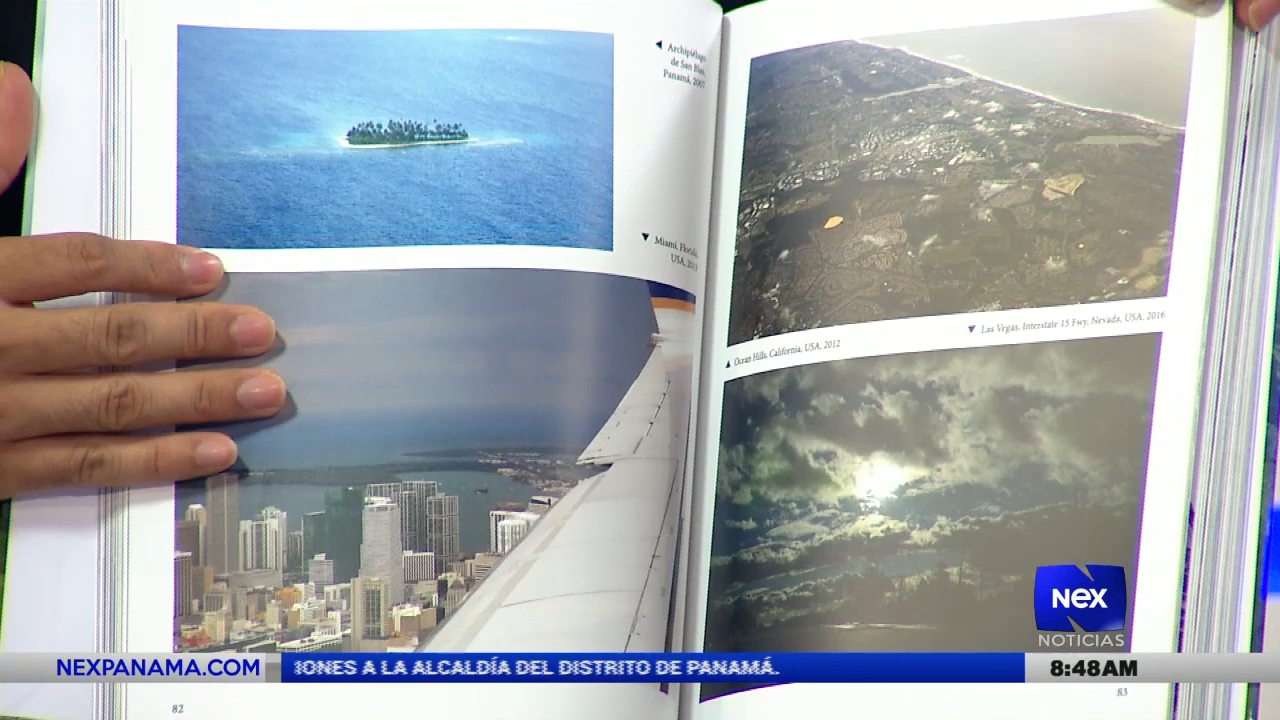 ◀ Archipiélago
de San Blas,
Panamá, 2007
▼ Miami, Florida,
USA, 2013
▼ Las Vegas. Interstate 15 Fwy, Nevada, USA. 2016
▲ Ocean Hills, California, USA, 2012
NEX
NOTICIAS
NEXPANAMA.COM
IONES A LA ALCALDÍA DEL DISTRITO DE PANAMÁ.
8:48AM
82
83